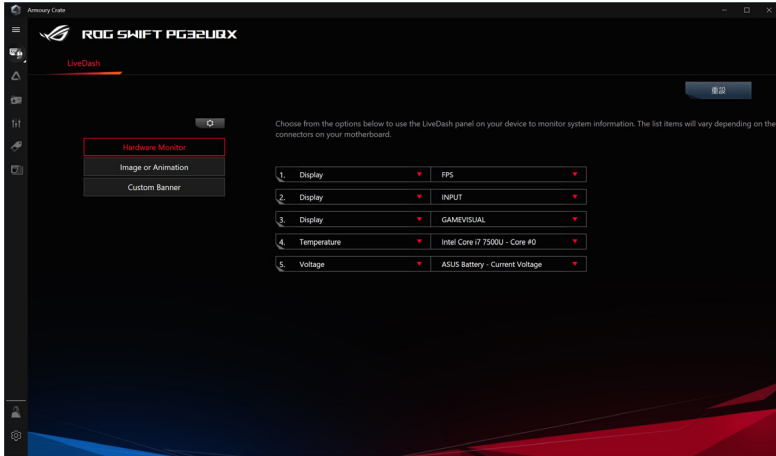 Armoury Crate
ROG SWIFT PG32UQX
LiveDash
重設
Choose from the options below to use the LiveDash panel on your device to monitor system information. The list items will vary depending on the
connectors on your motherboard.
Hardware Monitor
Image or Animation
Custom Banner
1. Display FPS
2. Display INPUT
3. Display GAMEVISUAL
4. Temperature Intel Core i7 7500U - Core #0
5. Voltage ASUS Battery - Current Voltage